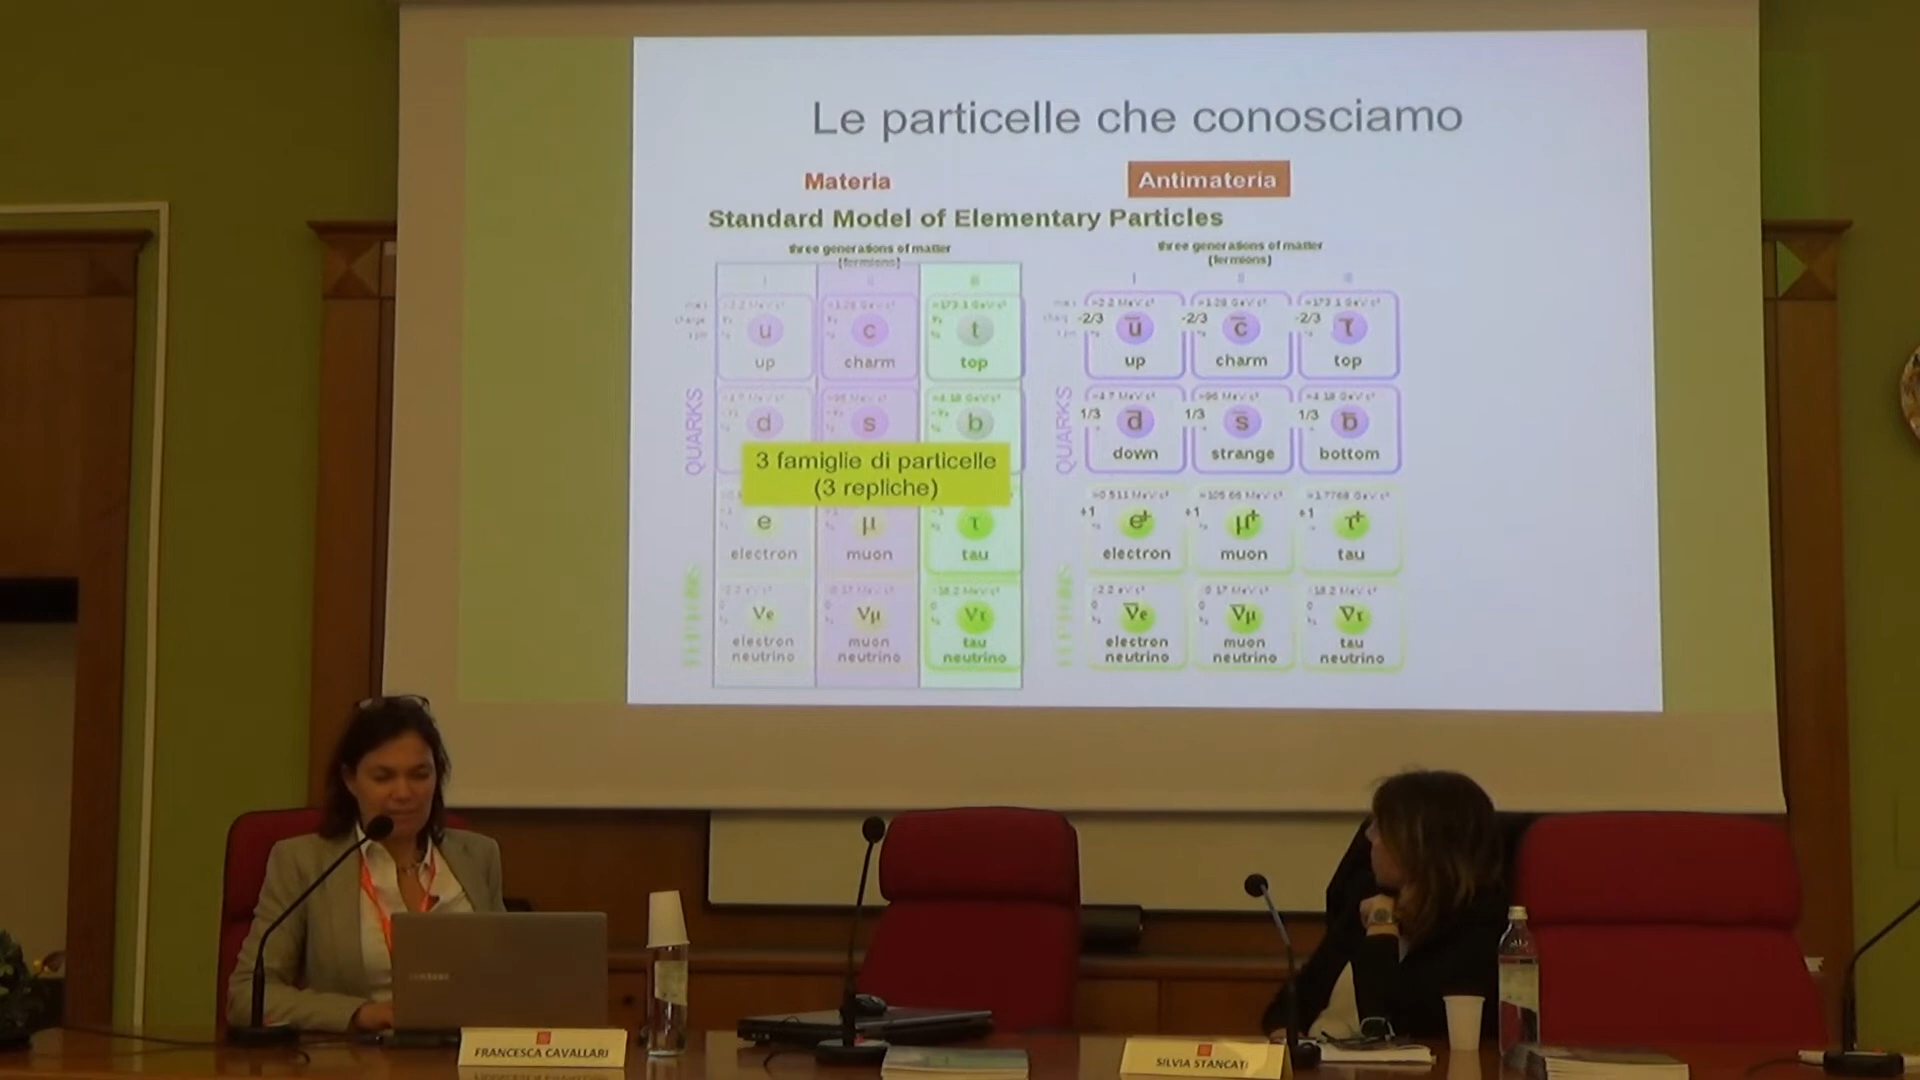 Le particelle che conosciamo
Materia
Antimateria
Standard Model of Elementary Particles
three generations of matter
(fermions)
three generations of matter
(fermions)
u
up
c
charm
t
top
-2/3
u̅
up
-2/3
c̅
charm
-2/3
t̅
top
QUARKS
d
s
b
QUARKS
1/3
d̅
down
1/3
s̅
strange
1/3
b̅
bottom
3 famiglie di particelle
(3 repliche)
e
electron
μ
muon
τ
tau
+1
e⁺
electron
+1
μ⁺
muon
+1
τ⁺
tau
νe
electron
neutrino
νμ
muon
neutrino
ντ
tau
neutrino
ν̅e
electron
neutrino
ν̅μ
muon
neutrino
ν̅τ
tau
neutrino
FRANCESCA CAVALLARI
SILVIA STANCATI